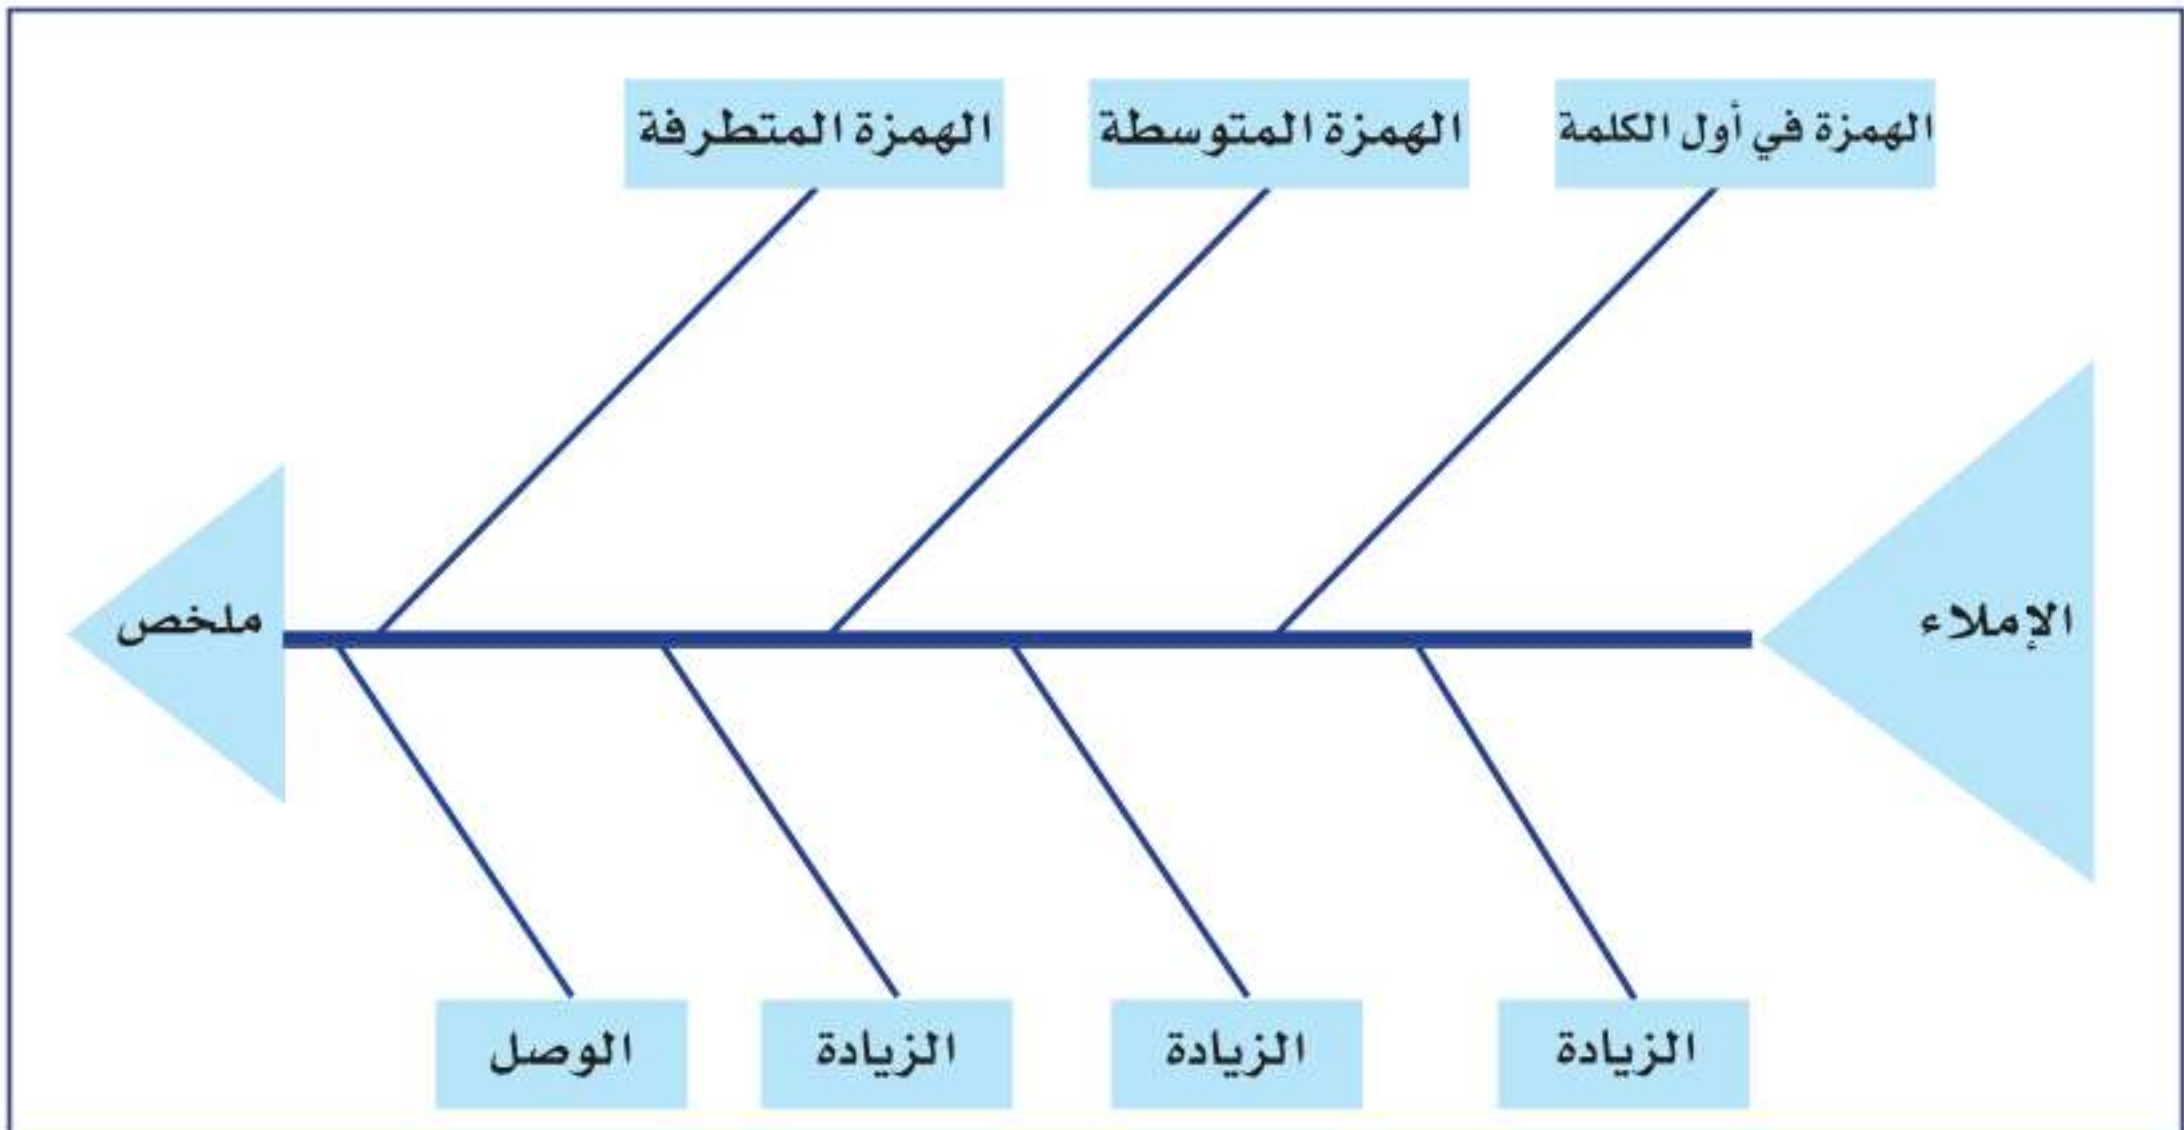 الهمزة في أول الكلمة
الهمزة المتوسطة
الهمزة المتطرفة
الإملاء
ملخص
الزيادة
الزيادة
الزيادة
الوصل